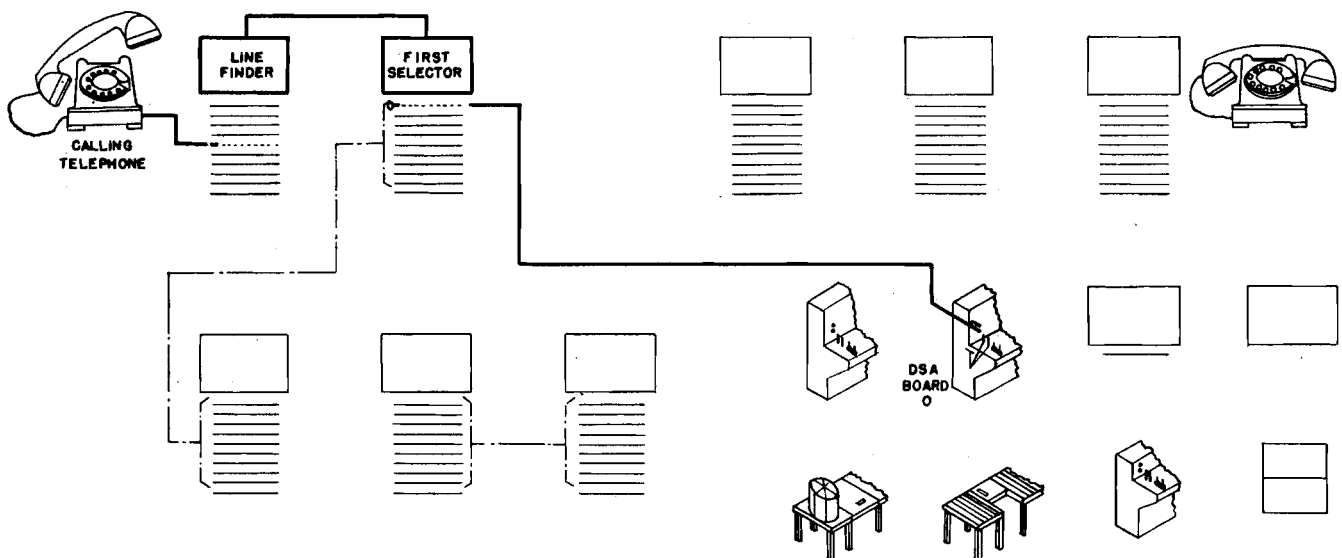 LINE
FINDER
FIRST
SELECTOR
CALLING
TELEPHONE
DSA
BOARD
O